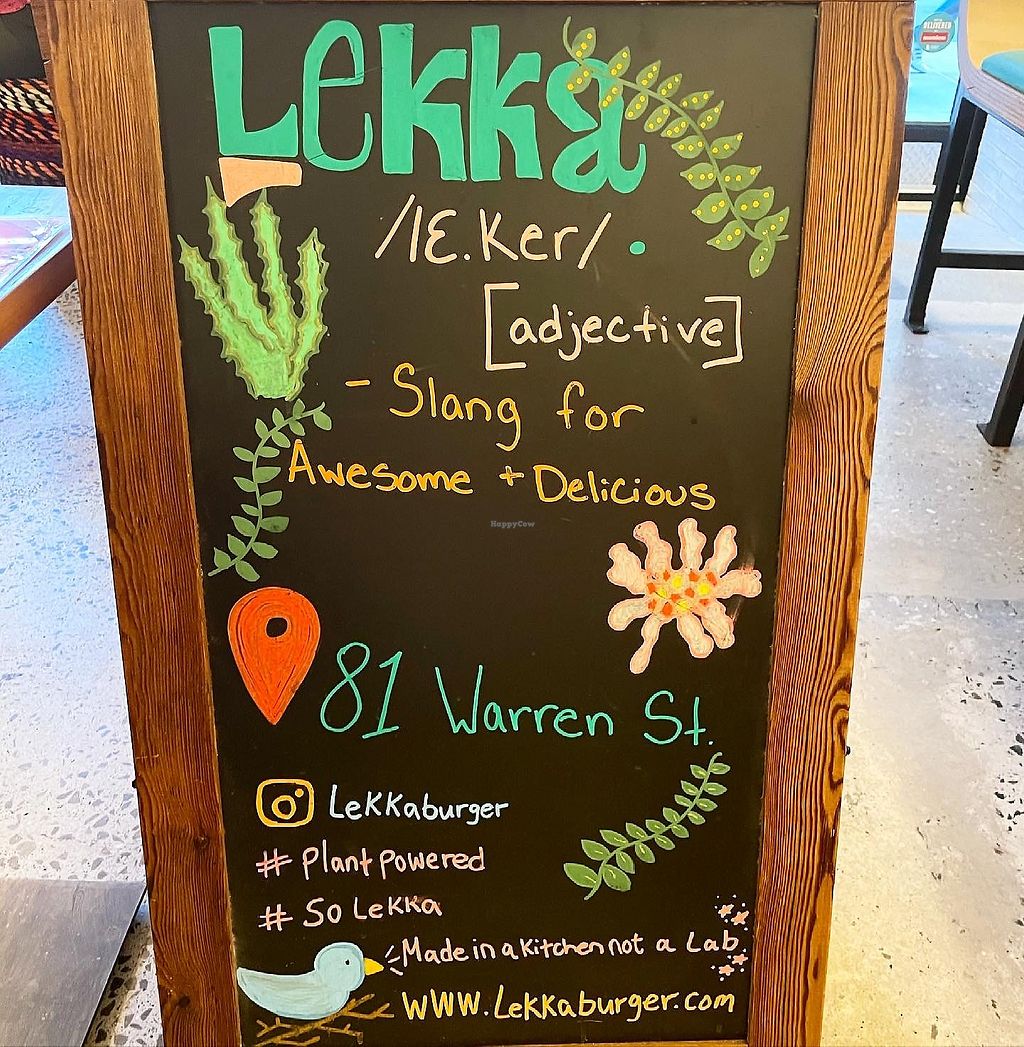 Lekka
/lɛ.ker/ •
[adjective]
- Slang for
Awesome + Delicious
HappyCow
81 Warren St.
LeKKaburger
# Plant powered
# So LeKKa
Made in a Kitchen not a Lab
WWW.LeKKaburger.com